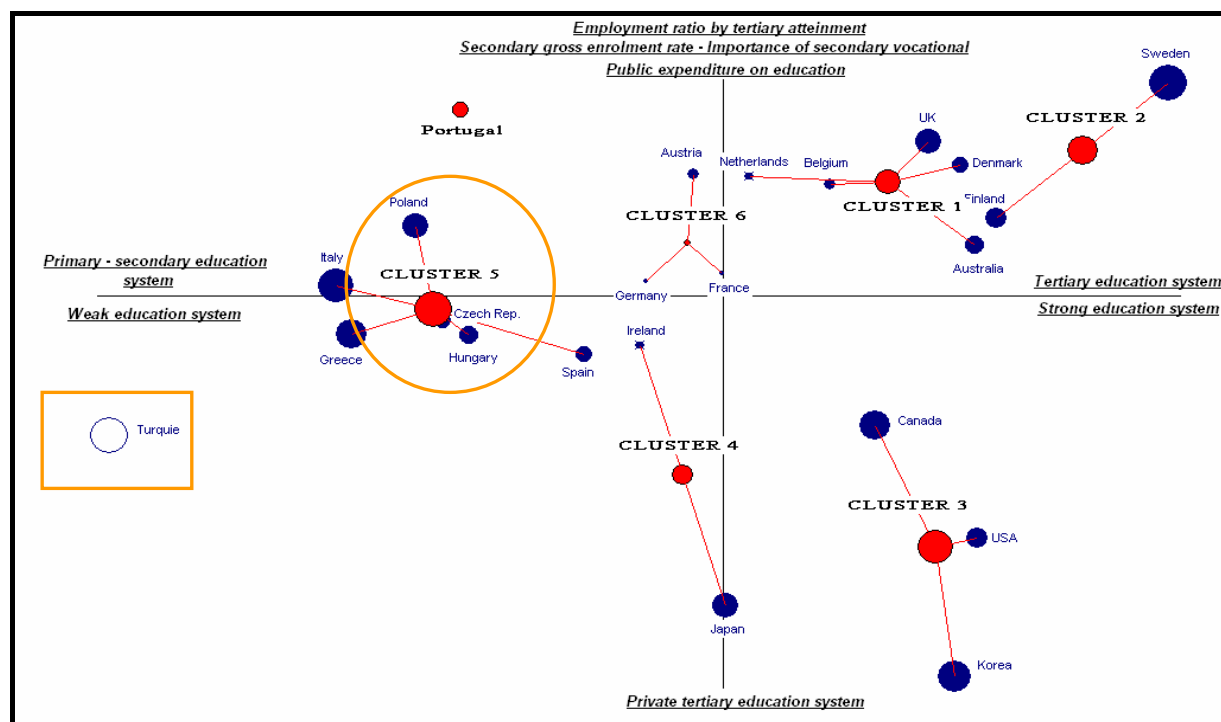 Employment ratio by tertiary atteinment
Secondary gross enrolment rate - Importance of secondary vocational
Public expenditure on education
Sweden
Portugal
UK
CLUSTER 2
Austria
Netherlands
Belgium
Denmark
Finland
CLUSTER 1
Poland
CLUSTER 6
Italy
CLUSTER 5
Australia
Primary - secondary education
system
Germany
France
Tertiary education system
Weak education system
Czech Rep.
Strong education system
Ireland
Greece
Hungary
Spain
Turquie
Canada
CLUSTER 4
CLUSTER 3
USA
Japan
Korea
Private tertiary education system